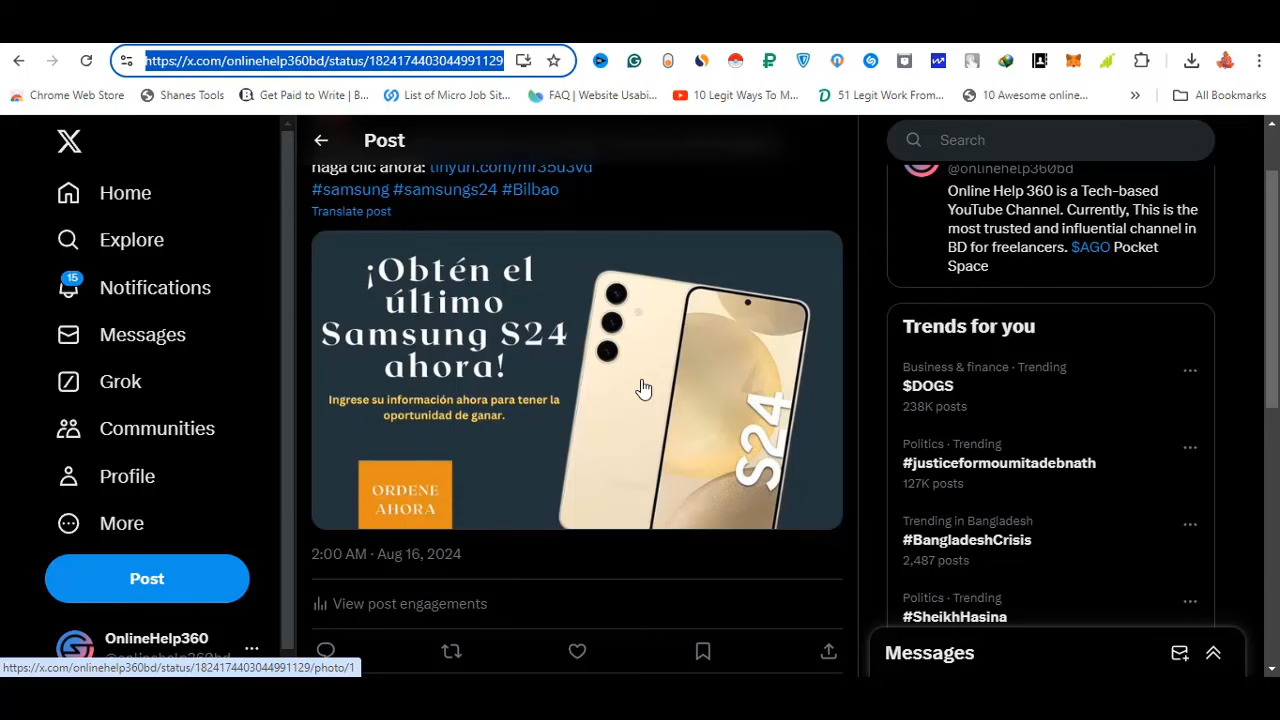 https://x.com/onlinehelp360bd/status/1824174403044991129
Chrome Web Store
Shanes Tools
Get Paid to Write | B...
List of Micro Job Sit...
FAQ | Website Usabi...
10 Legit Ways To M...
51 Legit Work From...
10 Awesome online...
»
All Bookmarks
Home
Explore
15
Notifications
Messages
Grok
Communities
Profile
More
Post
OnlineHelp360
@onlinehelp360bd
https://x.com/onlinehelp360bd/status/1824174403044991129/photo/1
Post
haga clic ahora: tinyurl.com/mr35u3vd
#samsung #samsungs24 #Bilbao
Translate post
¡Obtén el
último
Samsung S24
ahora!
Ingrese su información ahora para tener la
oportunidad de ganar.
ORDENE
AHORA
S24
2:00 AM · Aug 16, 2024
View post engagements
Search
@onlinehelp360bd
Online Help 360 is a Tech-based
YouTube Channel. Currently, This is the
most trusted and influential channel in
BD for freelancers. $AGO Pocket
Space
Trends for you
Business & finance · Trending
$DOGS
238K posts
Politics · Trending
#justiceformoumitadebnath
127K posts
Trending in Bangladesh
#BangladeshCrisis
2,487 posts
Politics · Trending
#SheikhHasina
Messages